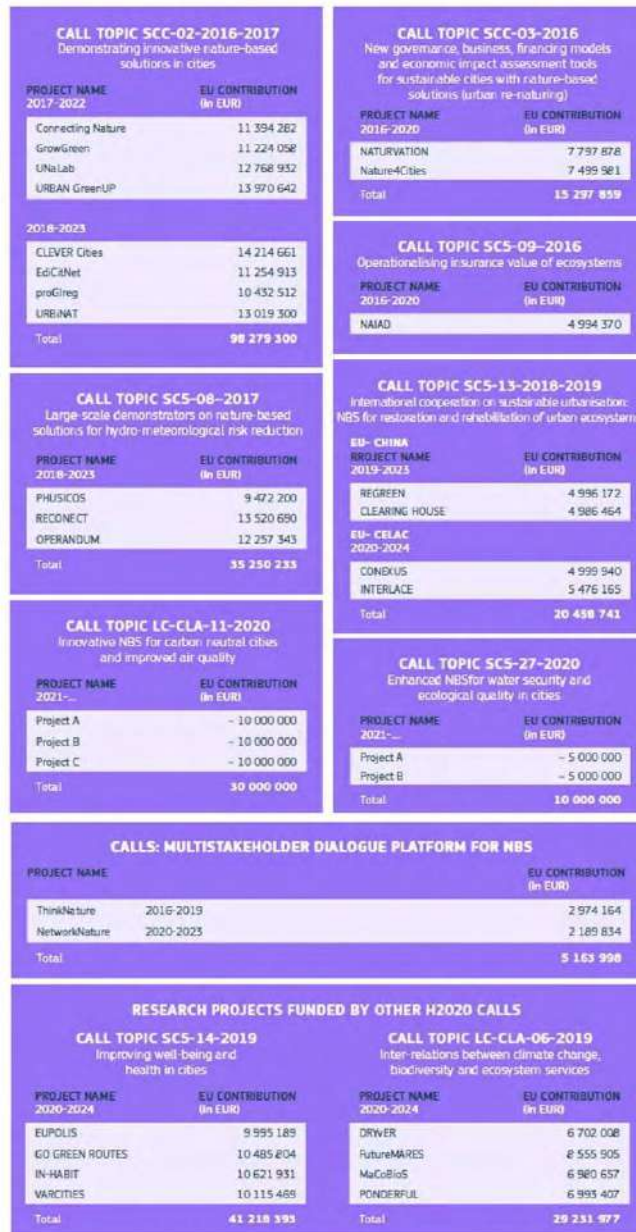 CALL TOPIC SCC-02-2016-2017
Demonstrating innovative nature-based
solutions in cities
PROJECT NAME EU CONTRIBUTION
2017-2022 (in EUR)
Connecting Nature 11 394 282
GrowGreen 11 224 058
UNaLab 12 768 932
URBAN GreenUP 13 970 642
2018-2023
CLEVER Cities 14 214 661
EdiCitNet 11 254 913
proGIreg 10 432 512
URBiNAT 13 019 300
Total 98 279 300
CALL TOPIC SC5-08-2017
Large-scale demonstrators on nature-based
solutions for hydro-meteorological risk reduction
PROJECT NAME EU CONTRIBUTION
2018-2023 (in EUR)
PHUSICOS 9 472 200
RECONECT 13 520 690
OPERANDUM 12 257 343
Total 35 250 233
CALL TOPIC LC-CLA-11-2020
Innovative NBS for carbon neutral cities
and improved air quality
PROJECT NAME EU CONTRIBUTION
2021-... (in EUR)
Project A ~ 10 000 000
Project B ~ 10 000 000
Project C ~ 10 000 000
Total 30 000 000
CALL TOPIC SCC-03-2016
New governance, business, financing models
and economic impact assessment tools
for sustainable cities with nature-based
solutions (urban re-naturing)
PROJECT NAME EU CONTRIBUTION
2016-2020 (in EUR)
NATURVATION 7 797 878
Nature4Cities 7 499 981
Total 15 297 859
CALL TOPIC SC5-09-2016
Operationalising insurance value of ecosystems
PROJECT NAME EU CONTRIBUTION
2016-2020 (in EUR)
NAIAD 4 994 370
CALL TOPIC SC5-13-2018-2019
International cooperation on sustainable urbanisation:
NBS for restoration and rehabilitation of urban ecosystem
EU- CHINA
RROJECT NAME EU CONTRIBUTION
2019-2023 (in EUR)
REGREEN 4 996 172
CLEARING HOUSE 4 986 464
EU- CELAC
2020-2024
CONEXUS 4 999 940
INTERLACE 5 476 165
Total 20 458 741
CALL TOPIC SC5-27-2020
Enhanced NBSfor water security and
ecological quality in cities
PROJECT NAME EU CONTRIBUTION
2021-... (in EUR)
Project A ~ 5 000 000
Project B ~ 5 000 000
Total 10 000 000
CALLS: MULTISTAKEHOLDER DIALOGUE PLATFORM FOR NBS
PROJECT NAME EU CONTRIBUTION
(in EUR)
ThinkNature 2016-2019 2 974 164
NetworkNature 2020-2023 2 189 834
Total 5 163 998
RESEARCH PROJECTS FUNDED BY OTHER H2020 CALLS
CALL TOPIC SC5-14-2019
Improving well-being and
health in cities
PROJECT NAME EU CONTRIBUTION
2020-2024 (in EUR)
EUPOLIS 9 995 189
GO GREEN ROUTES 10 485 804
IN-HABIT 10 621 931
VARCITIES 10 115 469
Total 41 218 393
CALL TOPIC LC-CLA-06-2019
Inter-relations between climate change,
biodiversity and ecosystem services
PROJECT NAME EU CONTRIBUTION
2020-2024 (in EUR)
DRYvER 6 702 008
FutureMARES 8 555 905
MaCoBioS 6 980 657
PONDERFUL 6 993 407
Total 29 231 977